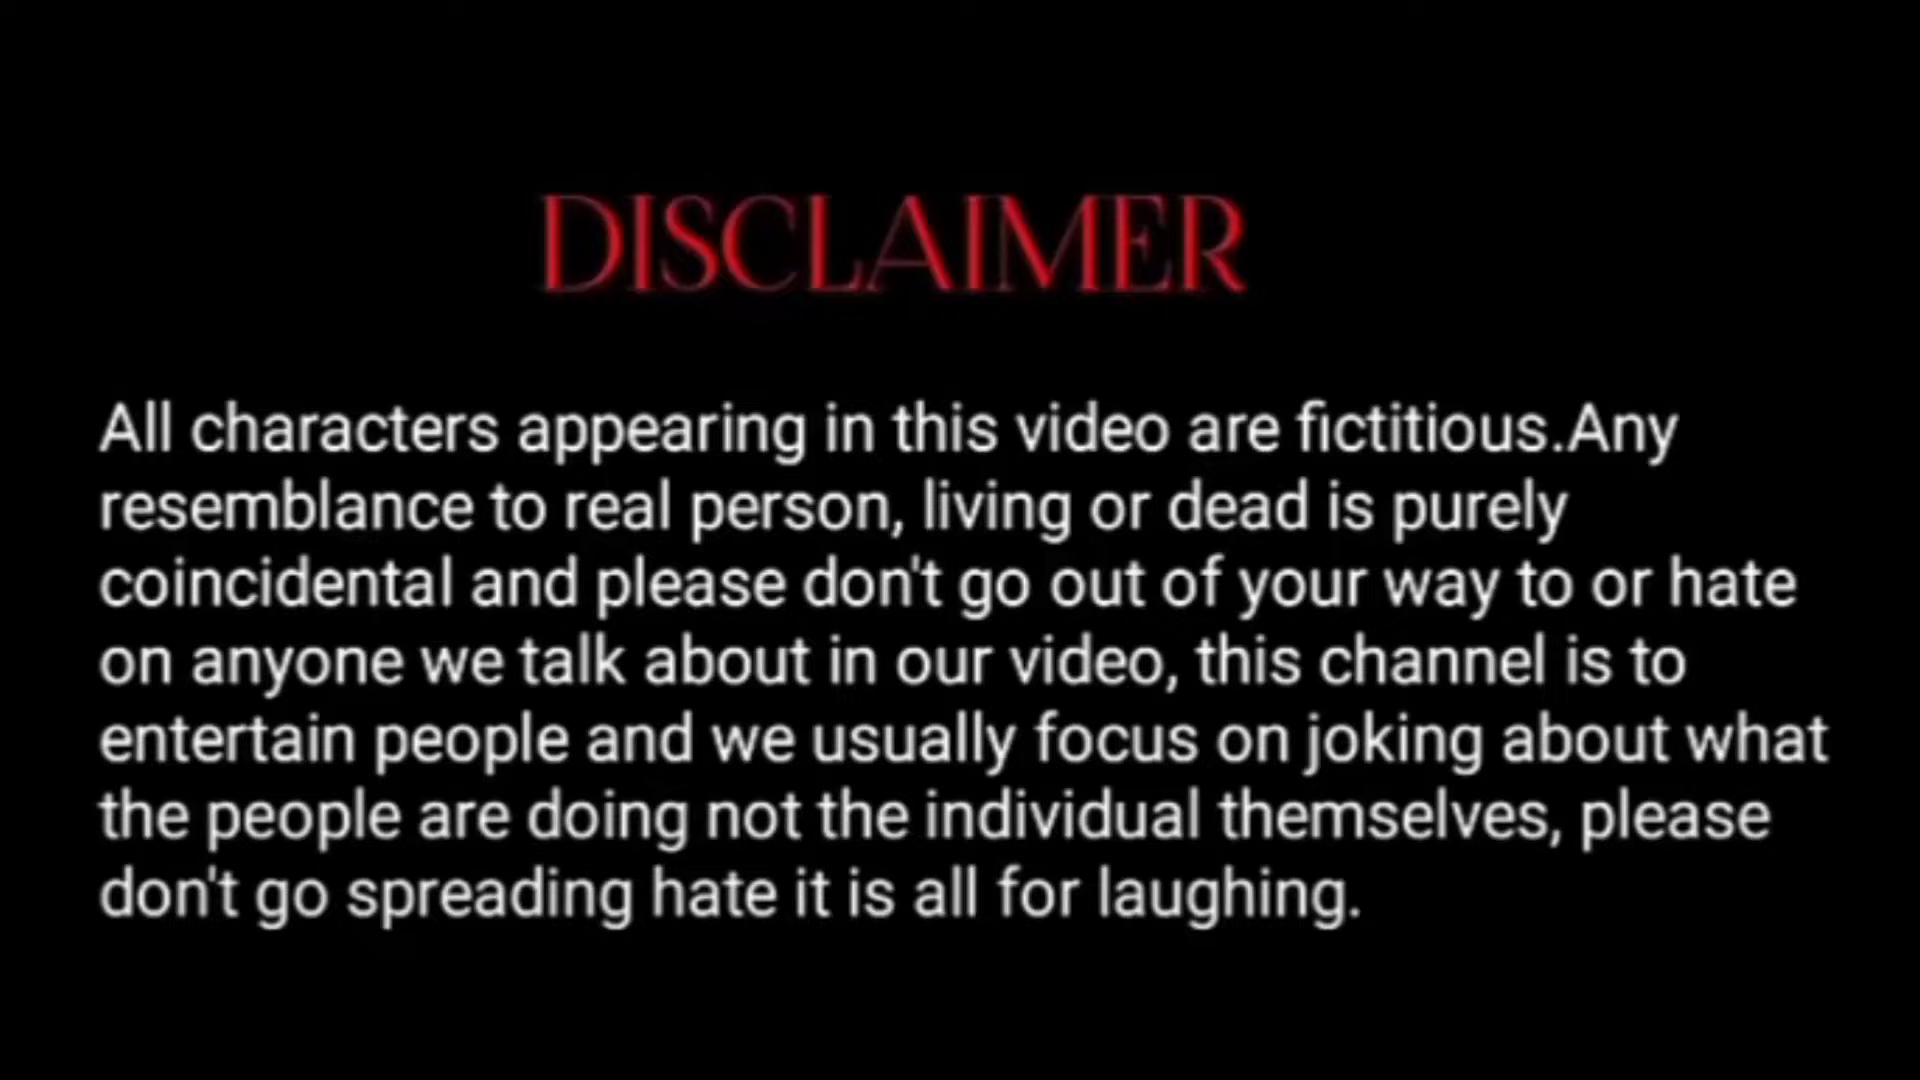 DISCLAIMER
All characters appearing in this video are fictitious.Any
resemblance to real person, living or dead is purely
coincidental and please don't go out of your way to or hate
on anyone we talk about in our video, this channel is to
entertain people and we usually focus on joking about what
the people are doing not the individual themselves, please
don't go spreading hate it is all for laughing.